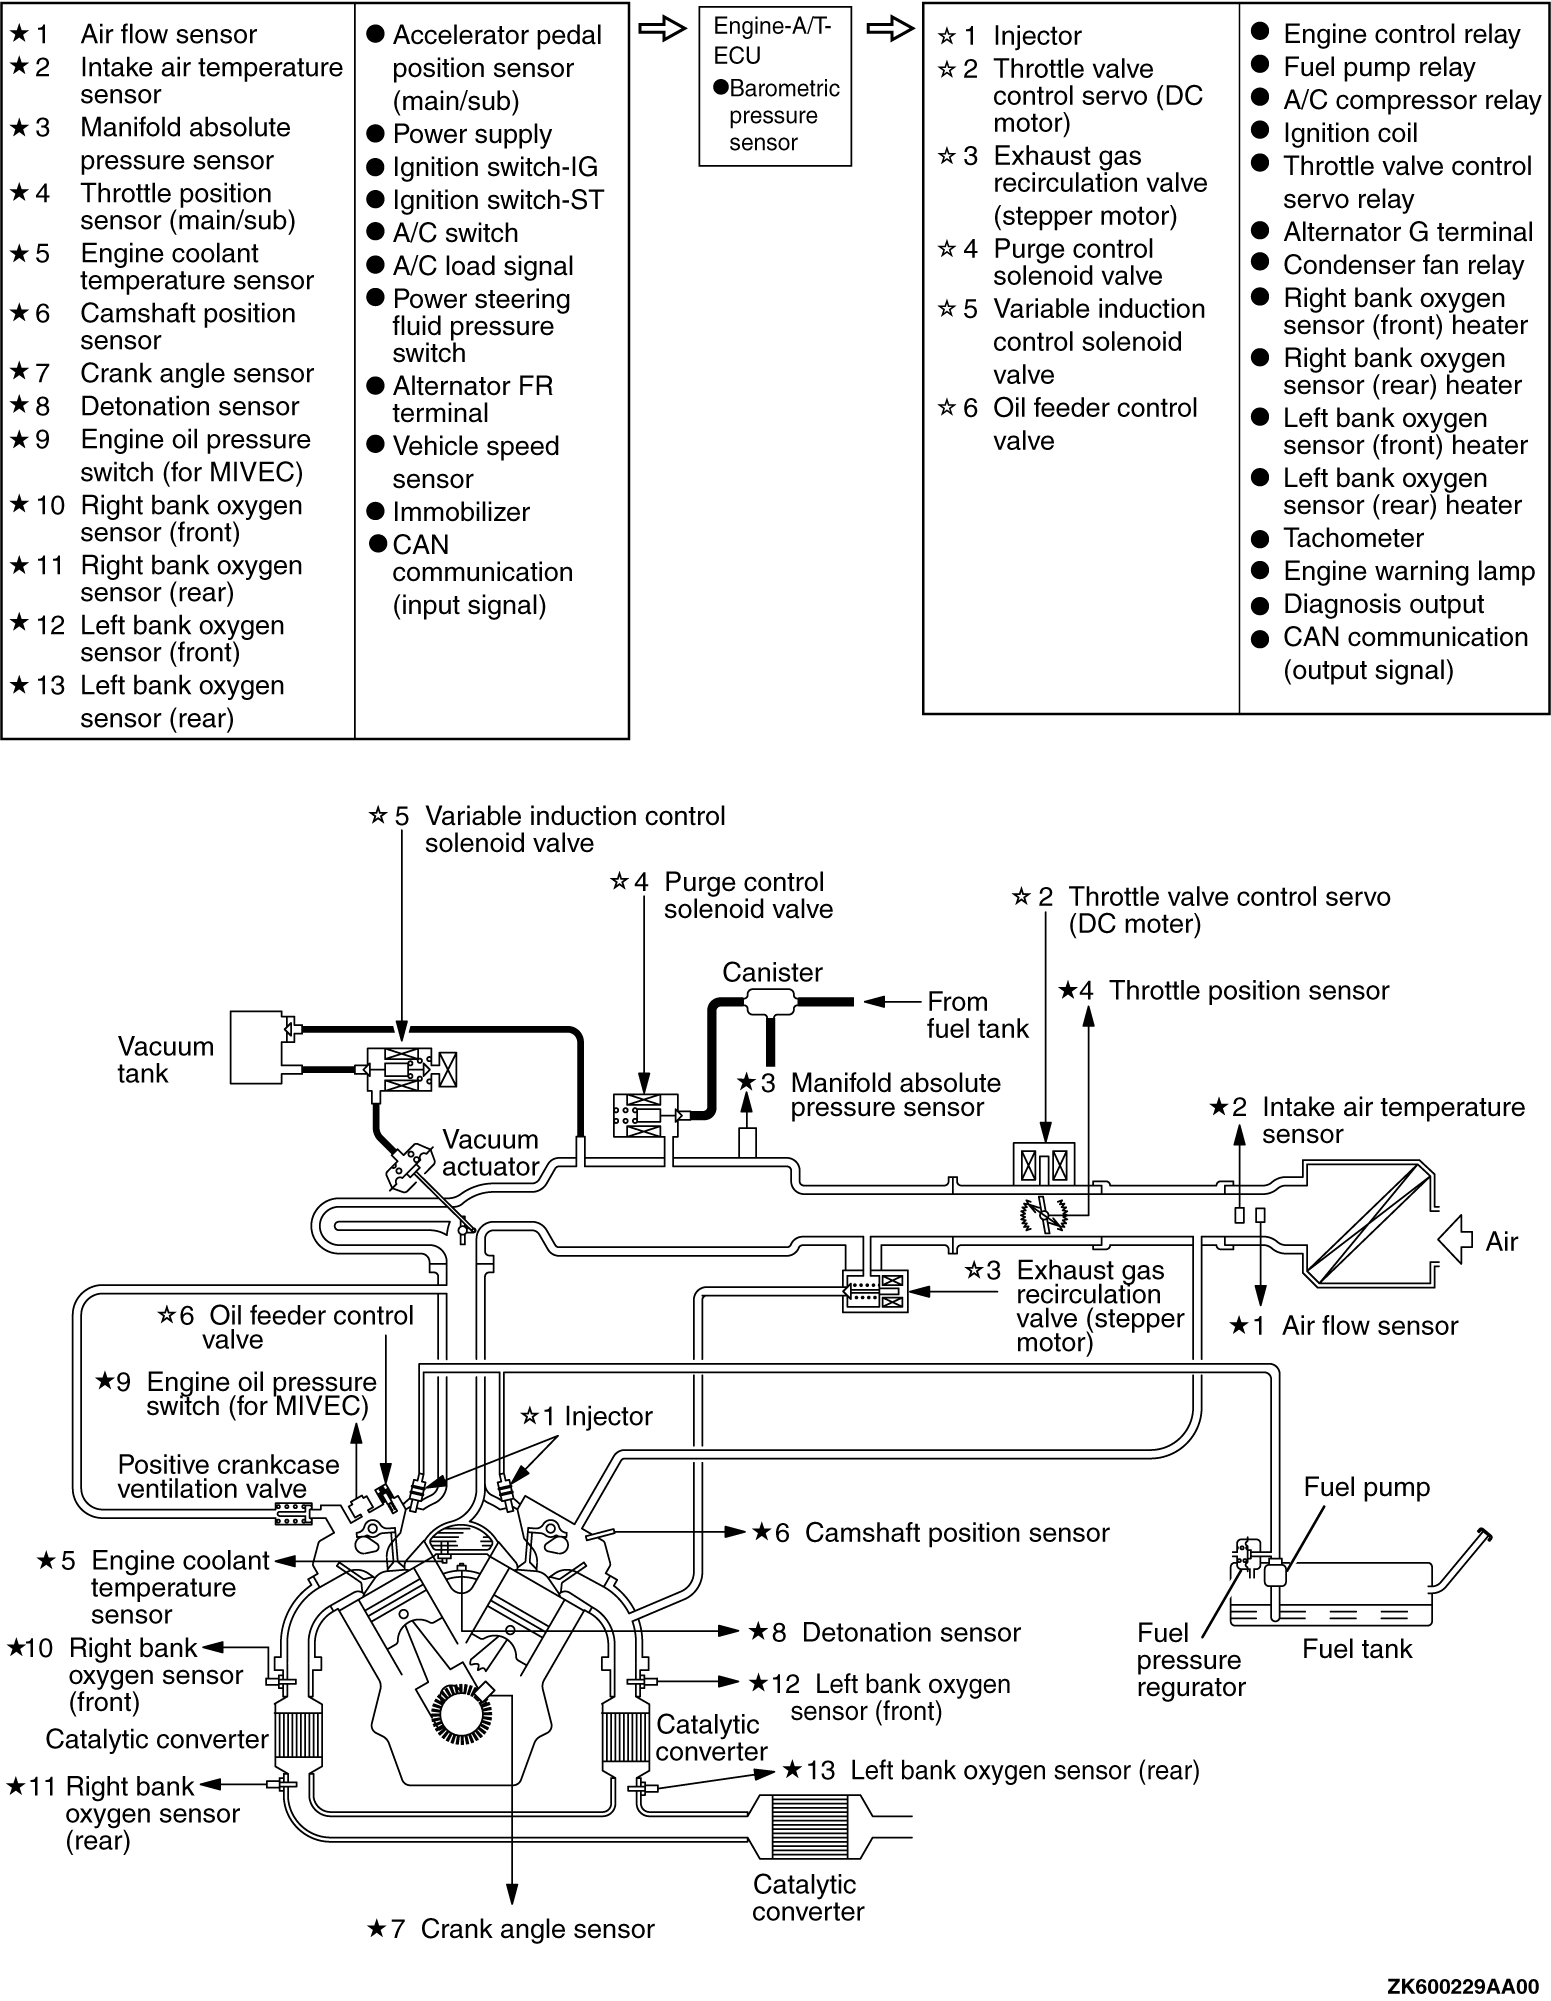 ★ 1 Air flow sensor
★ 2 Intake air temperature
sensor
★ 3 Manifold absolute
pressure sensor
★ 4 Throttle position
sensor (main/sub)
★ 5 Engine coolant
temperature sensor
★ 6 Camshaft position
sensor
★ 7 Crank angle sensor
★ 8 Detonation sensor
★ 9 Engine oil pressure
switch (for MIVEC)
★ 10 Right bank oxygen
sensor (front)
★ 11 Right bank oxygen
sensor (rear)
★ 12 Left bank oxygen
sensor (front)
★ 13 Left bank oxygen
sensor (rear)
● Accelerator pedal
position sensor
(main/sub)
● Power supply
● Ignition switch-IG
● Ignition switch-ST
● A/C switch
● A/C load signal
● Power steering
fluid pressure
switch
● Alternator FR
terminal
● Vehicle speed
sensor
● Immobilizer
● CAN
communication
(input signal)
Engine-A/T-
ECU
●Barometric
pressure
sensor
☆ 1 Injector
☆ 2 Throttle valve
control servo (DC
motor)
☆ 3 Exhaust gas
recirculation valve
(stepper motor)
☆ 4 Purge control
solenoid valve
☆ 5 Variable induction
control solenoid
valve
☆ 6 Oil feeder control
valve
● Engine control relay
● Fuel pump relay
● A/C compressor relay
● Ignition coil
● Throttle valve control
servo relay
● Alternator G terminal
● Condenser fan relay
● Right bank oxygen
sensor (front) heater
● Right bank oxygen
sensor (rear) heater
● Left bank oxygen
sensor (front) heater
● Left bank oxygen
sensor (rear) heater
● Tachometer
● Engine warning lamp
● Diagnosis output
● CAN communication
(output signal)
☆ 5 Variable induction control
solenoid valve
☆ 4 Purge control
solenoid valve
☆ 2 Throttle valve control servo
(DC moter)
Canister
★4 Throttle position sensor
From
fuel tank
Vacuum
tank
★ 3 Manifold absolute
pressure sensor
★2 Intake air temperature
sensor
Vacuum
actuator
Air
☆3 Exhaust gas
recirculation
valve (stepper
motor)
★1 Air flow sensor
☆6 Oil feeder control
valve
★9 Engine oil pressure
switch (for MIVEC)
☆1 Injector
Positive crankcase
ventilation valve
Fuel pump
★6 Camshaft position sensor
★5 Engine coolant
temperature
sensor
★8 Detonation sensor
Fuel
pressure
regurator
Fuel tank
★10 Right bank
oxygen sensor
(front)
★12 Left bank oxygen
sensor (front)
Catalytic converter
Catalytic
converter
★13 Left bank oxygen sensor (rear)
★11 Right bank
oxygen sensor
(rear)
Catalytic
converter
★7 Crank angle sensor
ZK600229AA00